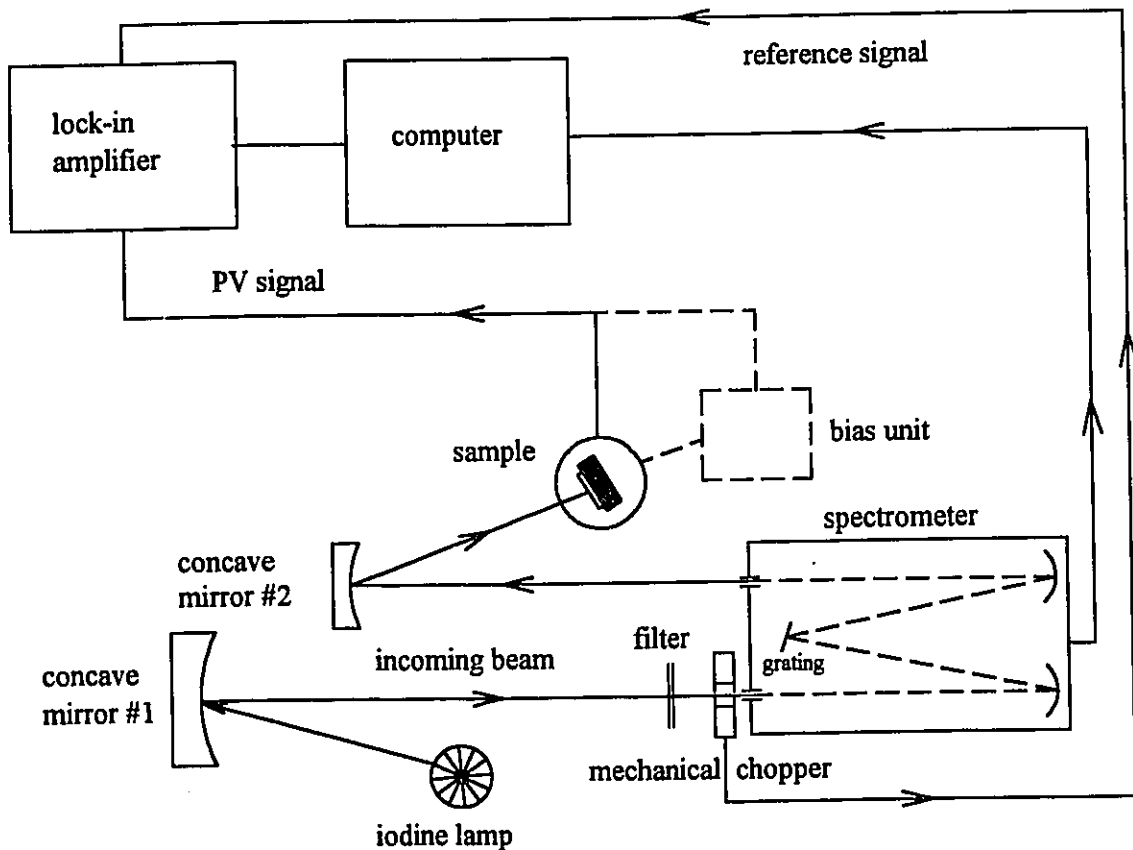 reference signal
lock-in
amplifier
computer
PV signal
sample
bias unit
spectrometer
concave
mirror #2
filter
grating
incoming beam
concave
mirror #1
mechanical chopper
iodine lamp